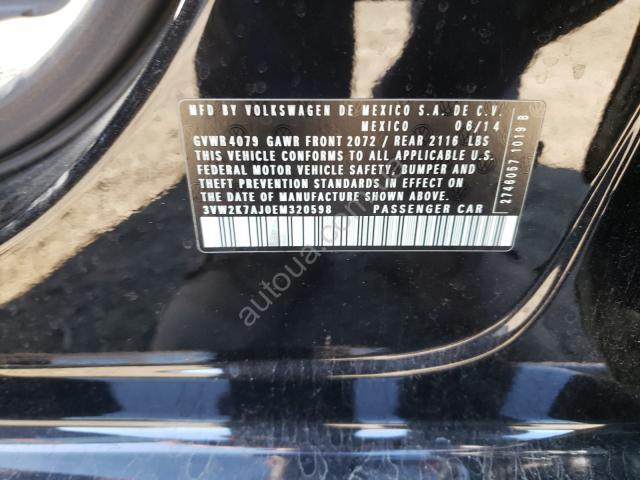 MFD BY VOLKSWAGEN DE MEXICO S.A. DE C.V.
MEXICO 06/14
GVWR 4079 GAWR FRONT 2072 / REAR 2116 LBS
THIS VEHICLE CONFORMS TO ALL APPLICABLE U.S.
FEDERAL MOTOR VEHICLE SAFETY, BUMPER AND
THEFT PREVENTION STANDARDS IN EFFECT ON
THE DATE OF MANUFACTURE SHOWN ABOVE.
3VW2K7AJ0EM320598 PASSENGER CAR
2746067 1019 B
autoua.com